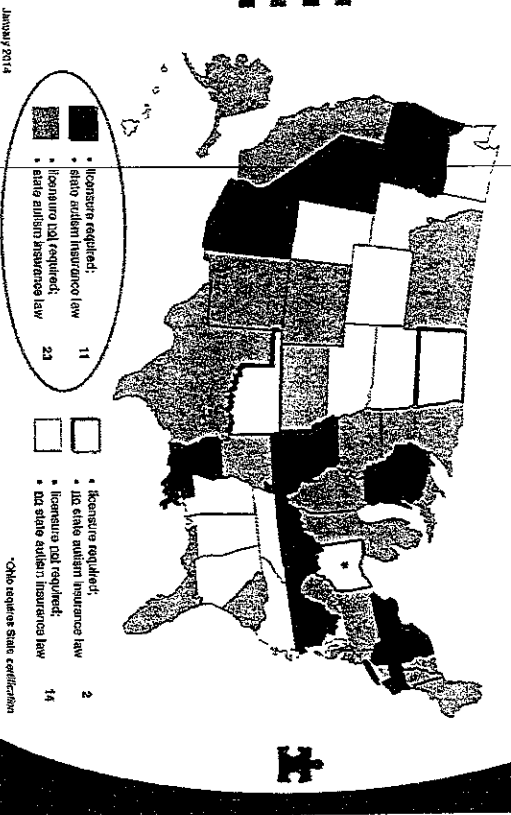 • licensure required;
• state autism insurance law 11
• licensure not required;
• state autism insurance law 23
• licensure required;
• no state autism insurance law 2
• licensure not required;
• no state autism insurance law 14
*
*Ohio requires State certification
January 2014